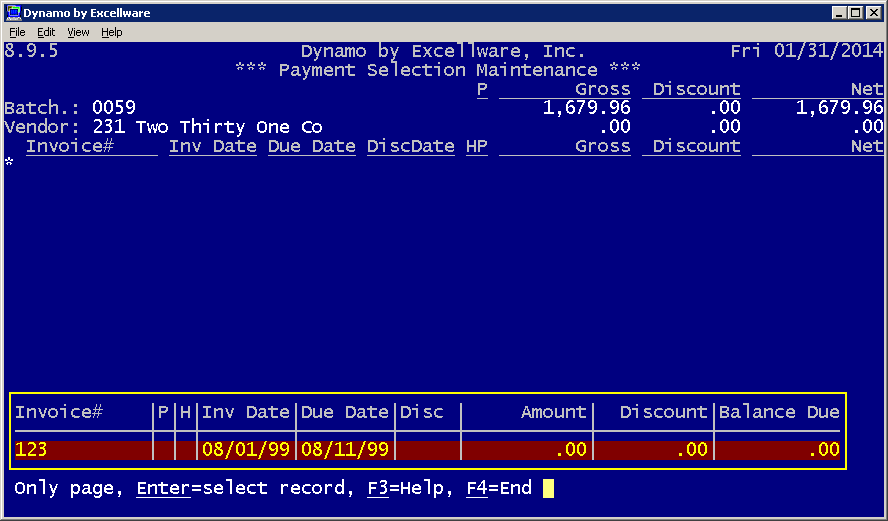 Dynamo by Excellware
File Edit View Help
8.9.5 Dynamo by Excellware, Inc. Fri 01/31/2014
*** Payment Selection Maintenance ***
P Gross Discount Net
Batch.: 0059 1,679.96 .00 1,679.96
Vendor: 231 Two Thirty One Co .00 .00 .00
Invoice# Inv Date Due Date DiscDate HP Gross Discount Net
*
Invoice# |P|H|Inv Date|Due Date|Disc | Amount| Discount|Balance Due
123 | | |08/01/99|08/11/99| | .00| .00| .00
Only page, Enter=select record, F3=Help, F4=End